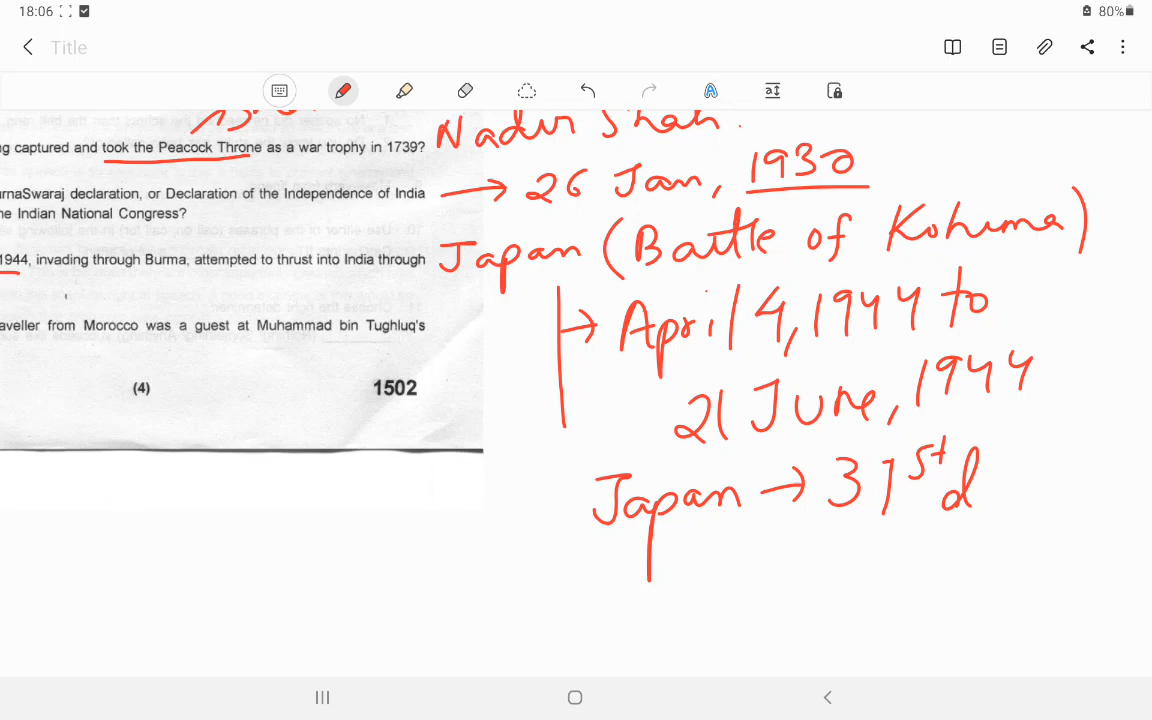 18:06
80%
Title
Nadir Shah.
ng captured and took the Peacock Throne as a war trophy in 1739?
→ 26 Jan, 1930
urnaSwaraj declaration, or Declaration of the Independence of India
he Indian National Congress?
Japan (Battle of Kohima)
1944, invading through Burma, attempted to thrust into India through
→ April 4, 1944 to
aveller from Morocco was a guest at Muhammad bin Tughluq's
21 June, 1944
(4)
1502
Japan → 31st d